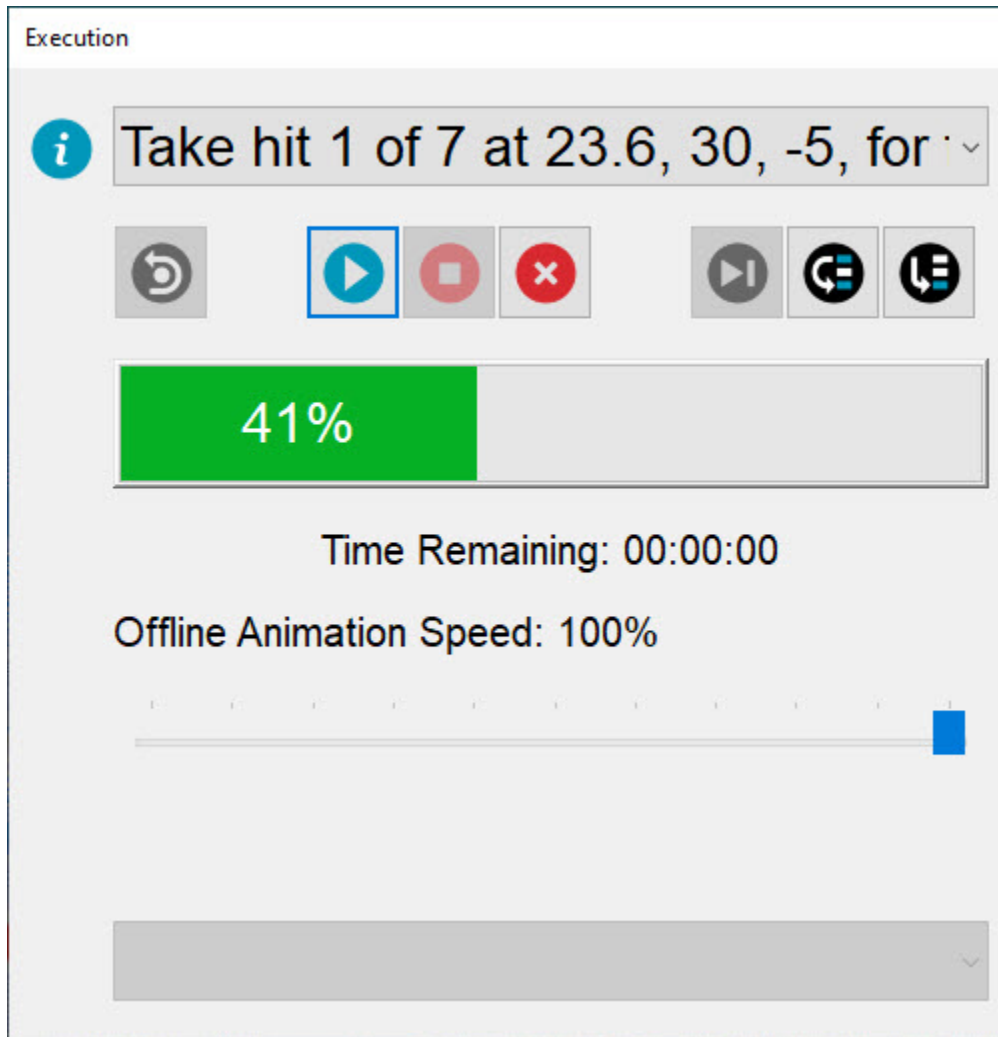 Execution
Take hit 1 of 7 at 23.6, 30, -5, for
41%
Time Remaining: 00:00:00
Offline Animation Speed: 100%